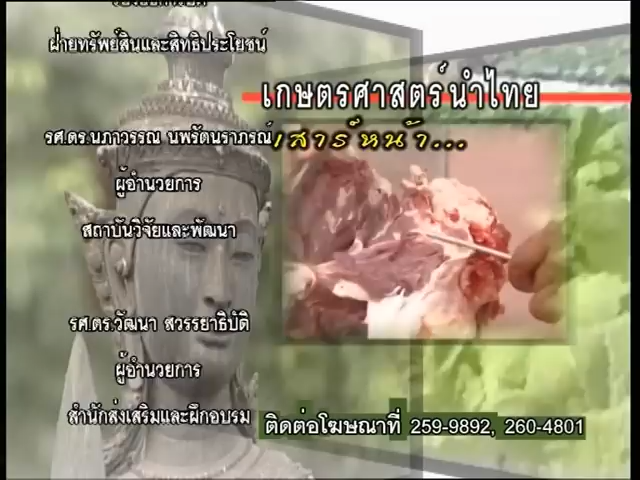 ฝ่ายทรัพย์สินและสิทธิประโยชน์
เกษตรศาสตร์นำไทย
รศ.ดร.นภาวรรณ นพรัตนราภรณ์
เสาร์หน้า...
ผู้อำนวยการ
สถาบันวิจัยและพัฒนา
รศ.ดร.วัฒนา สวรรยาธิปัติ
ผู้อำนวยการ
สำนักส่งเสริมและฝึกอบรม
ติดต่อโฆษณาที่ 259-9892, 260-4801